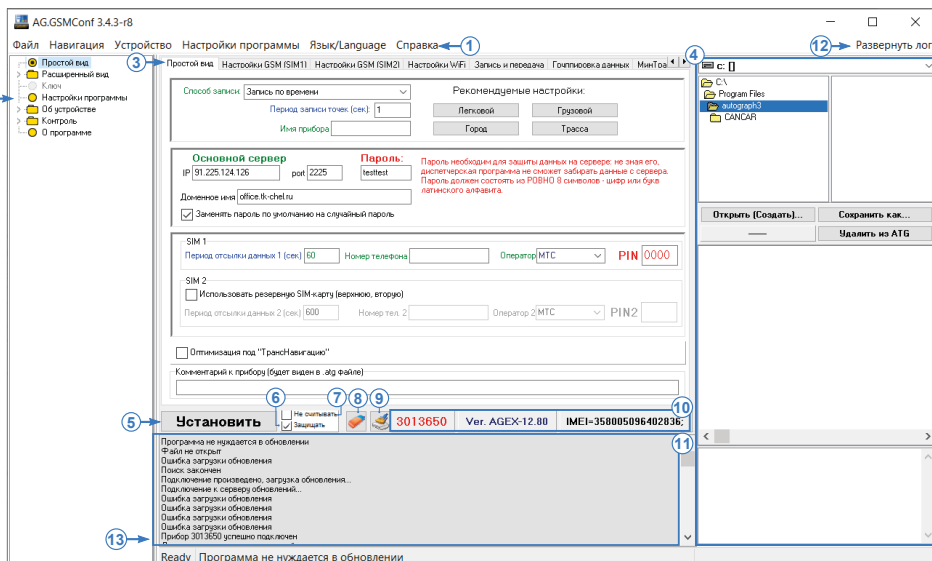 AG.GSMConf 3.4.3-r8
Файл Навигация Устройство Настройки программы Язык/Language Справка 1 12 Развернуть лог
Простой вид
Расширенный вид
Ключ
Настройки программы
Об устройстве
Контроль
О программе
3 Простой вид Настройки GSM (SIM1) Настройки GSM (SIM2) Настройки WiFi Запись и передача Группировка данных 4
Способ записи: Запись по времени
Период записи точек (сек): 1
Имя прибора
Рекомендуемые настройки:
Легковой Грузовой
Город Трасса
Основной сервер Пароль:
IP 91.225.124.126 port 2225 testtest
Доменное имя office.tk-chel.ru
Заменять пароль по умолчанию на случайный пароль
Пароль необходим для защиты данных на сервере: не зная его,
диспетчерская программа не сможет забирать данные с сервера.
Пароль должен состоять из РОВНО 8 символов - цифр или букв
латинского алфавита.
SIM 1
Период отсылки данных 1 (сек) 60 Номер телефона Оператор МТС PIN 0000
SIM 2
Использовать резервную SIM-карту (верхнюю, вторую)
Период отсылки данных 2 (сек) 600 Номер тел. 2 Оператор 2 МТС PIN2
Оптимизация под "ТрансНавигацию"
Комментарий к прибору (будет виден в .atg файле)
6 7 8 9 10
5 Установить
Не считывать
Защищать
3013650 Ver. AGEX-12.80 IMEI=358005096402836;
11
Программа не нуждается в обновлении
Файл не открыт
Ошибка загрузки обновления
Поиск закончен
Подключение произведено, загрузка обновления...
Подключение к серверу обновлений...
Ошибка загрузки обновления
Ошибка загрузки обновления
Ошибка загрузки обновления
Ошибка загрузки обновления
Прибор 3013650 успешно подключен
13
Ready Программа не нуждается в обновлении
c: []
C:\
Program Files
autograph3
CANCAR
Открыть (Создать)... Сохранить как...
Удалить из ATG